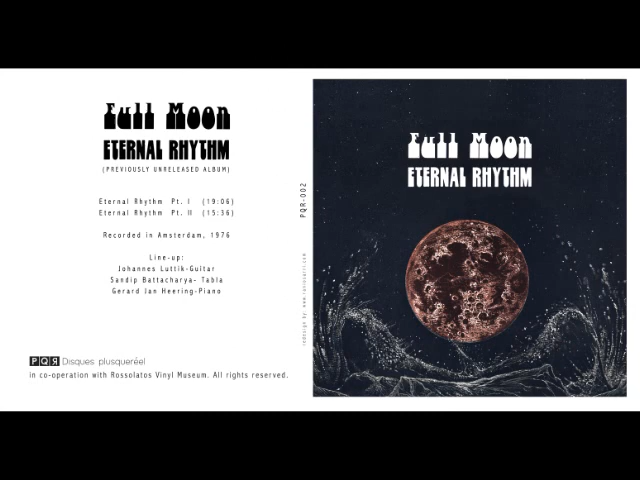 Full Moon
ETERNAL RHYTHM
(PREVIOUSLY UNRELEASED ALBUM)
Eternal Rhythm Pt. I (19:06)
Eternal Rhythm Pt. II (15:36)
Recorded in Amsterdam, 1976
Line-up:
Johannes Luttik-Guitar
Sandip Battacharya- Tabla
Gerard Jan Heering-Piano
PQR Disques plusqueréel
in co-operation with Rossolatos Vinyl Museum. All rights reserved.
PQR-002
Full Moon
ETERNAL RHYTHM